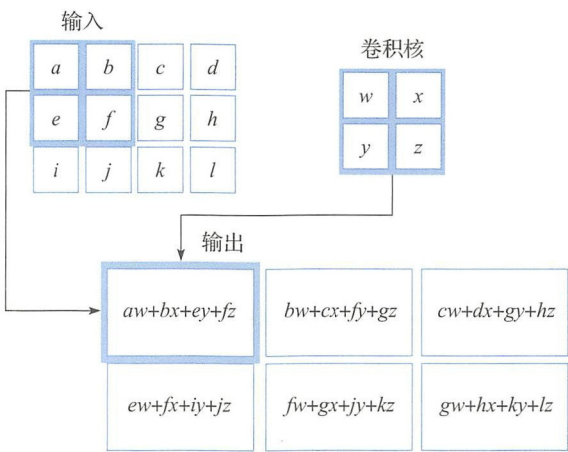 输入
卷积核
a b c d
w x
e f g h
y z
i j k l
输出
aw+bx+ey+fz bw+cx+fy+gz cw+dx+gy+hz
ew+fx+iy+jz fw+gx+jy+kz gw+hx+ky+lz